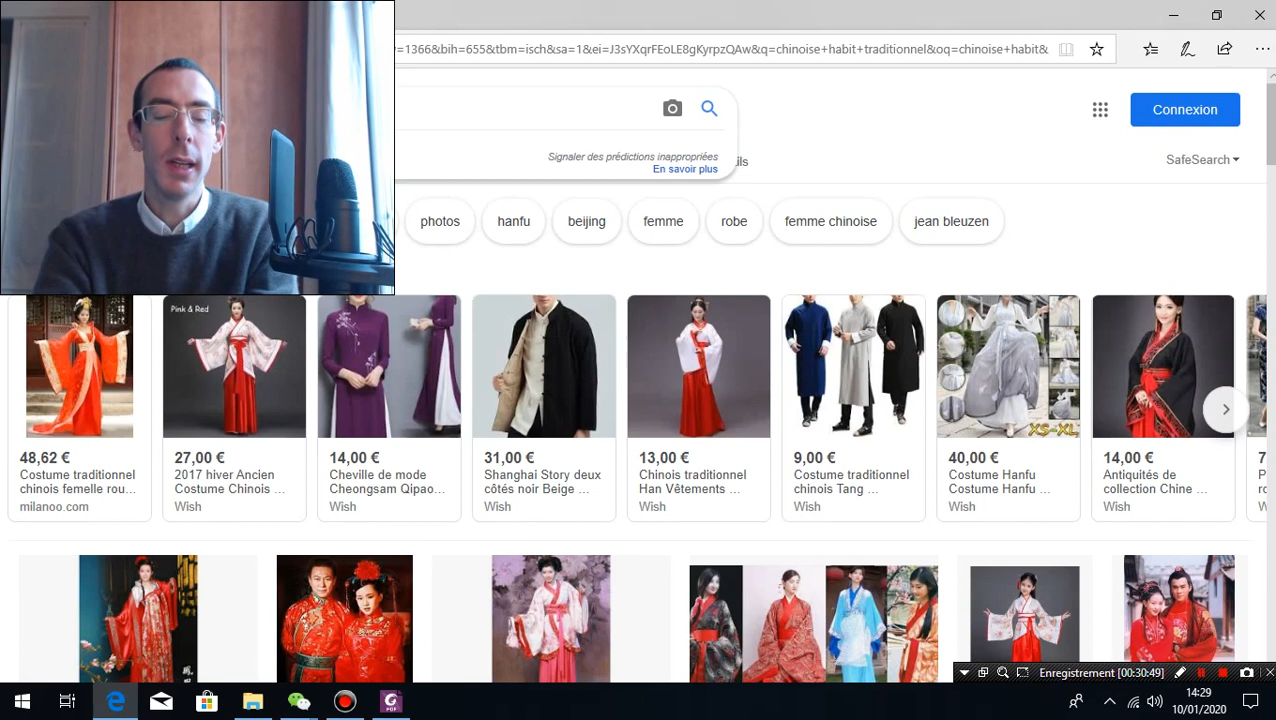 =1366&bih=655&tbm=isch&sa=1&ei=J3sYXqrFEoLE8gKyrpzQAw&q=chinoise+habit+traditionnel&oq=chinoise+habit&
Connexion
Signaler des prédictions inappropriées
En savoir plus
ils
SafeSearch
photos
hanfu
beijing
femme
robe
femme chinoise
jean bleuzen
Pink & Red
XS-XL
48,62 €
Costume traditionnel
chinois femelle rou...
milanoo.com
27,00 €
2017 hiver Ancien
Costume Chinois ...
Wish
14,00 €
Cheville de mode
Cheongsam Qipao...
Wish
31,00 €
Shanghai Story deux
côtés noir Beige ...
Wish
13,00 €
Chinois traditionnel
Han Vêtements ...
Wish
9,00 €
Costume traditionnel
chinois Tang ...
Wish
40,00 €
Costume Hanfu
Costume Hanfu ...
Wish
14,00 €
Antiquités de
collection Chine ...
Wish
Enregistrement [00:30:49]
PDF
14:29
10/01/2020